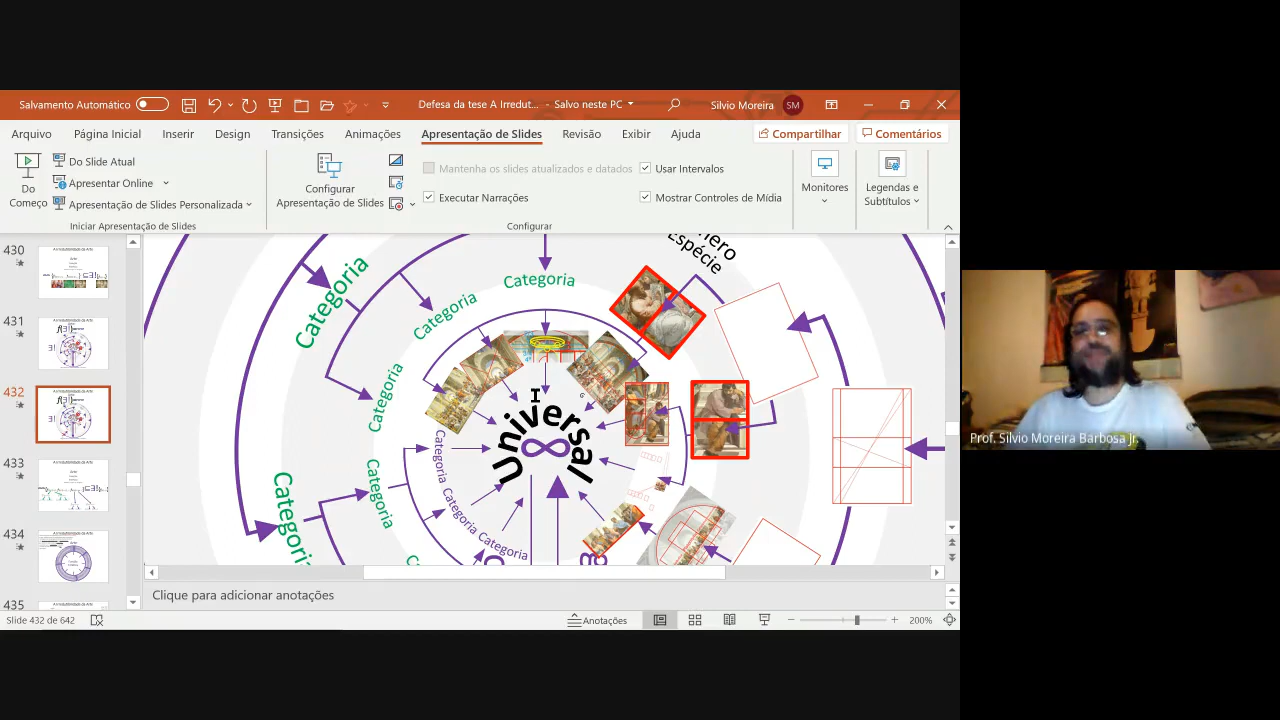 Salvamento Automático
Defesa da tese A Irredut... - Salvo neste PC
Silvio Moreira
SM
Arquivo
Página Inicial
Inserir
Design
Transições
Animações
Apresentação de Slides
Revisão
Exibir
Ajuda
Compartilhar
Comentários
Do Começo
Do Slide Atual
Apresentar Online
Apresentação de Slides Personalizada
Iniciar Apresentação de Slides
Configurar
Apresentação de Slides
Mantenha os slides atualizados e datados
Executar Narrações
Usar Intervalos
Mostrar Controles de Mídia
Configurar
Monitores
Legendas e
Subtítulos
430
431
432
433
434
435
Espécie
Categoria
Categoria
Categoria
Categoria
Categoria
Categoria
Categoria
Categoria
Categoria
Universal
∞
Prof. Silvio Moreira Barbosa Jr.
Clique para adicionar anotações
Slide 432 de 642
Anotações
200%